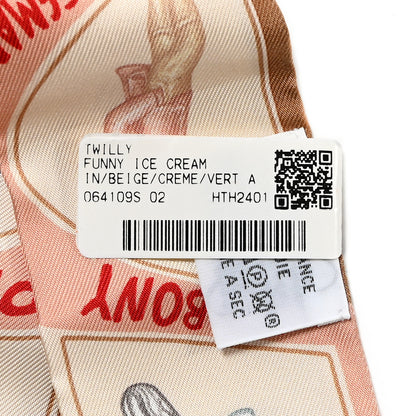 TWILLY
FUNNY ICE CREAM
IN/BEIGE/CREME/VERT A
064109S 02 HTH2401
BONY